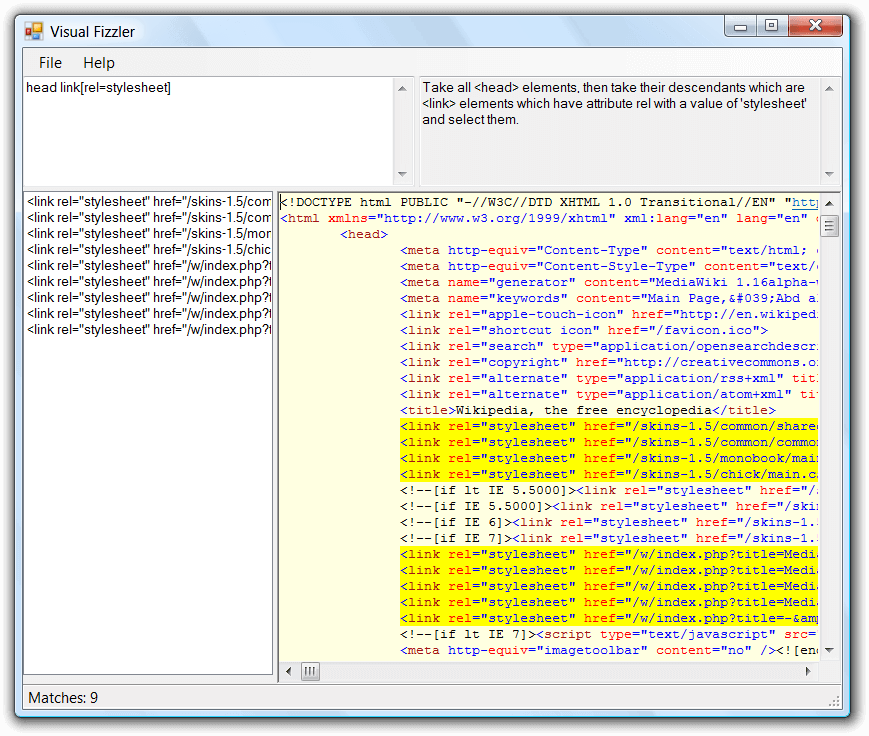 Visual Fizzler
File Help
head link[rel=stylesheet]
Take all <head> elements, then take their descendants which are
<link> elements which have attribute rel with a value of 'stylesheet'
and select them.
<link rel="stylesheet" href="/skins-1.5/com
<link rel="stylesheet" href="/skins-1.5/com
<link rel="stylesheet" href="/skins-1.5/mor
<link rel="stylesheet" href="/skins-1.5/chic
<link rel="stylesheet" href="/w/index.php?t
<link rel="stylesheet" href="/w/index.php?t
<link rel="stylesheet" href="/w/index.php?t
<link rel="stylesheet" href="/w/index.php?t
<link rel="stylesheet" href="/w/index.php?t
<!DOCTYPE html PUBLIC "-//W3C//DTD XHTML 1.0 Transitional//EN" "http
<html xmlns="http://www.w3.org/1999/xhtml" xml:lang="en" lang="en"
<head>
<meta http-equiv="Content-Type" content="text/html;
<meta http-equiv="Content-Style-Type" content="text/
<meta name="generator" content="MediaWiki 1.16alpha-
<meta name="keywords" content="Main Page,&#039;Abd al
<link rel="apple-touch-icon" href="http://en.wikipedi
<link rel="shortcut icon" href="/favicon.ico">
<link rel="search" type="application/opensearchdescri
<link rel="copyright" href="http://creativecommons.o
<link rel="alternate" type="application/rss+xml" titl
<link rel="alternate" type="application/atom+xml" tit
<title>Wikipedia, the free encyclopedia</title>
<link rel="stylesheet" href="/skins-1.5/common/share
<link rel="stylesheet" href="/skins-1.5/common/commo
<link rel="stylesheet" href="/skins-1.5/monobook/mai
<link rel="stylesheet" href="/skins-1.5/chick/main.c
<!--[if lt IE 5.5000]><link rel="stylesheet" href="/
<!--[if IE 5.5000]><link rel="stylesheet" href="/ski
<!--[if IE 6]><link rel="stylesheet" href="/skins-1.
<!--[if IE 7]><link rel="stylesheet" href="/skins-1.
<link rel="stylesheet" href="/w/index.php?title=Medi
<link rel="stylesheet" href="/w/index.php?title=Medi
<link rel="stylesheet" href="/w/index.php?title=Medi
<link rel="stylesheet" href="/w/index.php?title=Medi
<link rel="stylesheet" href="/w/index.php?title=-&amp
<!--[if lt IE 7]><script type="text/javascript" src=
<meta http-equiv="imagetoolbar" content="no" /><![en
Matches: 9